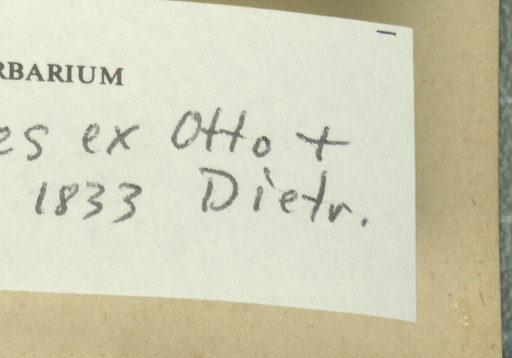 RBARIUM
es ex Otto +
1833 Dietr.